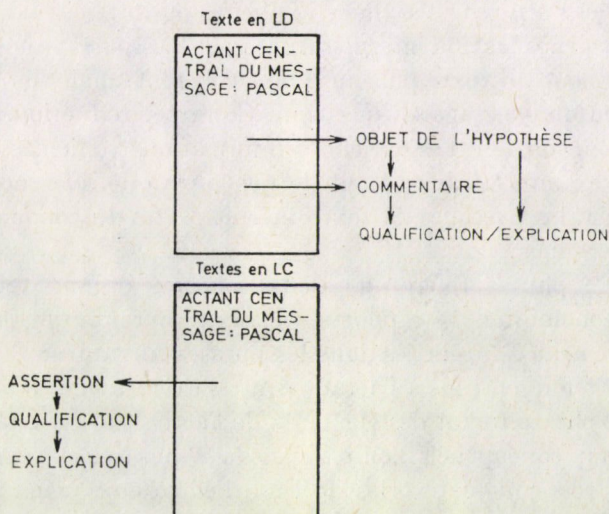 Texte en LD
ACTANT CEN-
TRAL DU MES-
SAGE: PASCAL
OBJET DE L'HYPOTHÈSE
COMMENTAIRE
QUALIFICATION/EXPLICATION
Textes en LC
ACTANT CEN
TRAL DU MES-
SAGE: PASCAL
ASSERTION
QUALIFICATION
EXPLICATION